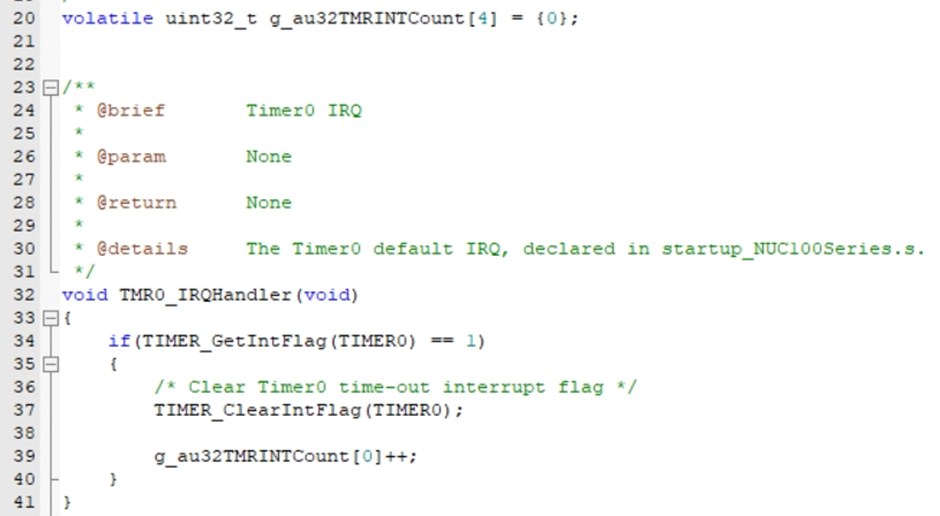 20 volatile uint32_t g_au32TMRINTCount[4] = {0};
21
22
23 /**
24  * @brief       Timer0 IRQ
25  *
26  * @param       None
27  *
28  * @return      None
29  *
30  * @details     The Timer0 default IRQ, declared in startup_NUC100Series.s.
31  */
32 void TMR0_IRQHandler(void)
33 {
34     if(TIMER_GetIntFlag(TIMER0) == 1)
35     {
36         /* Clear Timer0 time-out interrupt flag */
37         TIMER_ClearIntFlag(TIMER0);
38
39         g_au32TMRINTCount[0]++;
40     }
41 }